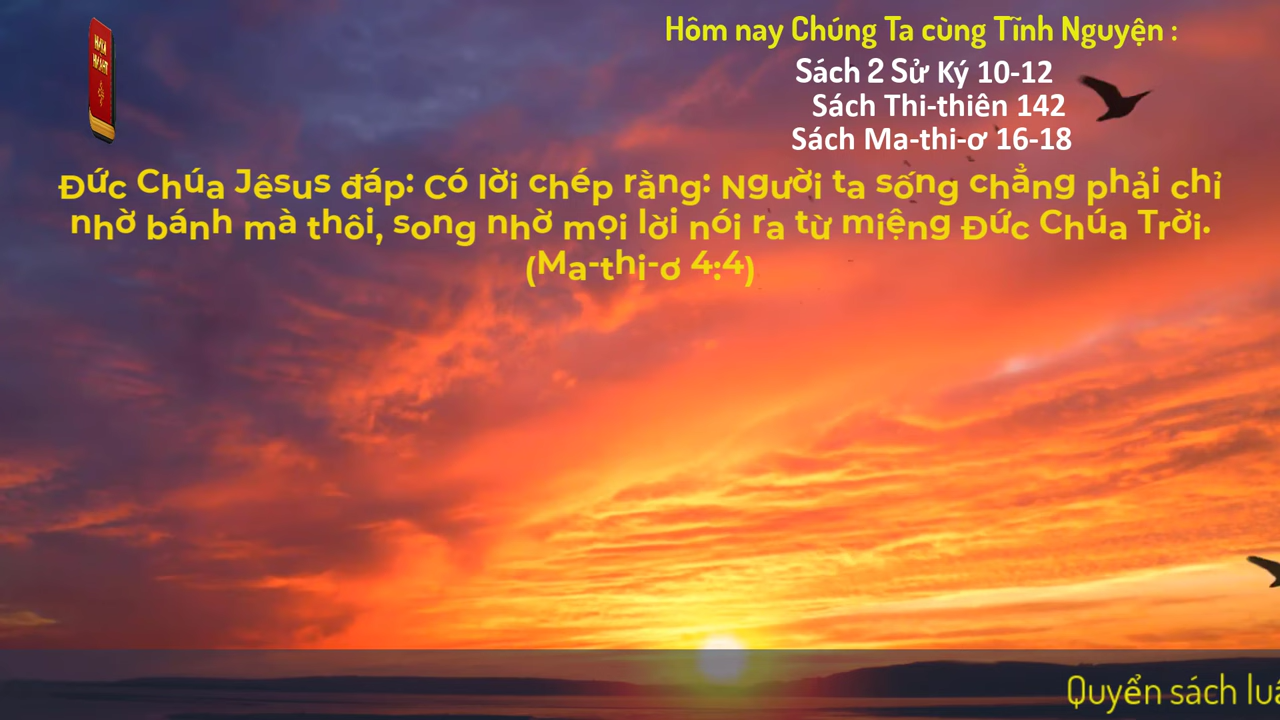 KINH
THÁNH
Hôm nay Chúng Ta cùng Tĩnh Nguyện :
Sách 2 Sử Ký 10-12
Sách Thi-thiên 142
Sách Ma-thi-ơ 16-18
Đức Chúa Jêsus đáp: Có lời chép rằng: Người ta sống chẳng phải chỉ
nhờ bánh mà thôi, song nhờ mọi lời nói ra từ miệng Đức Chúa Trời.
(Ma-thi-ơ 4:4)
Quyển sách